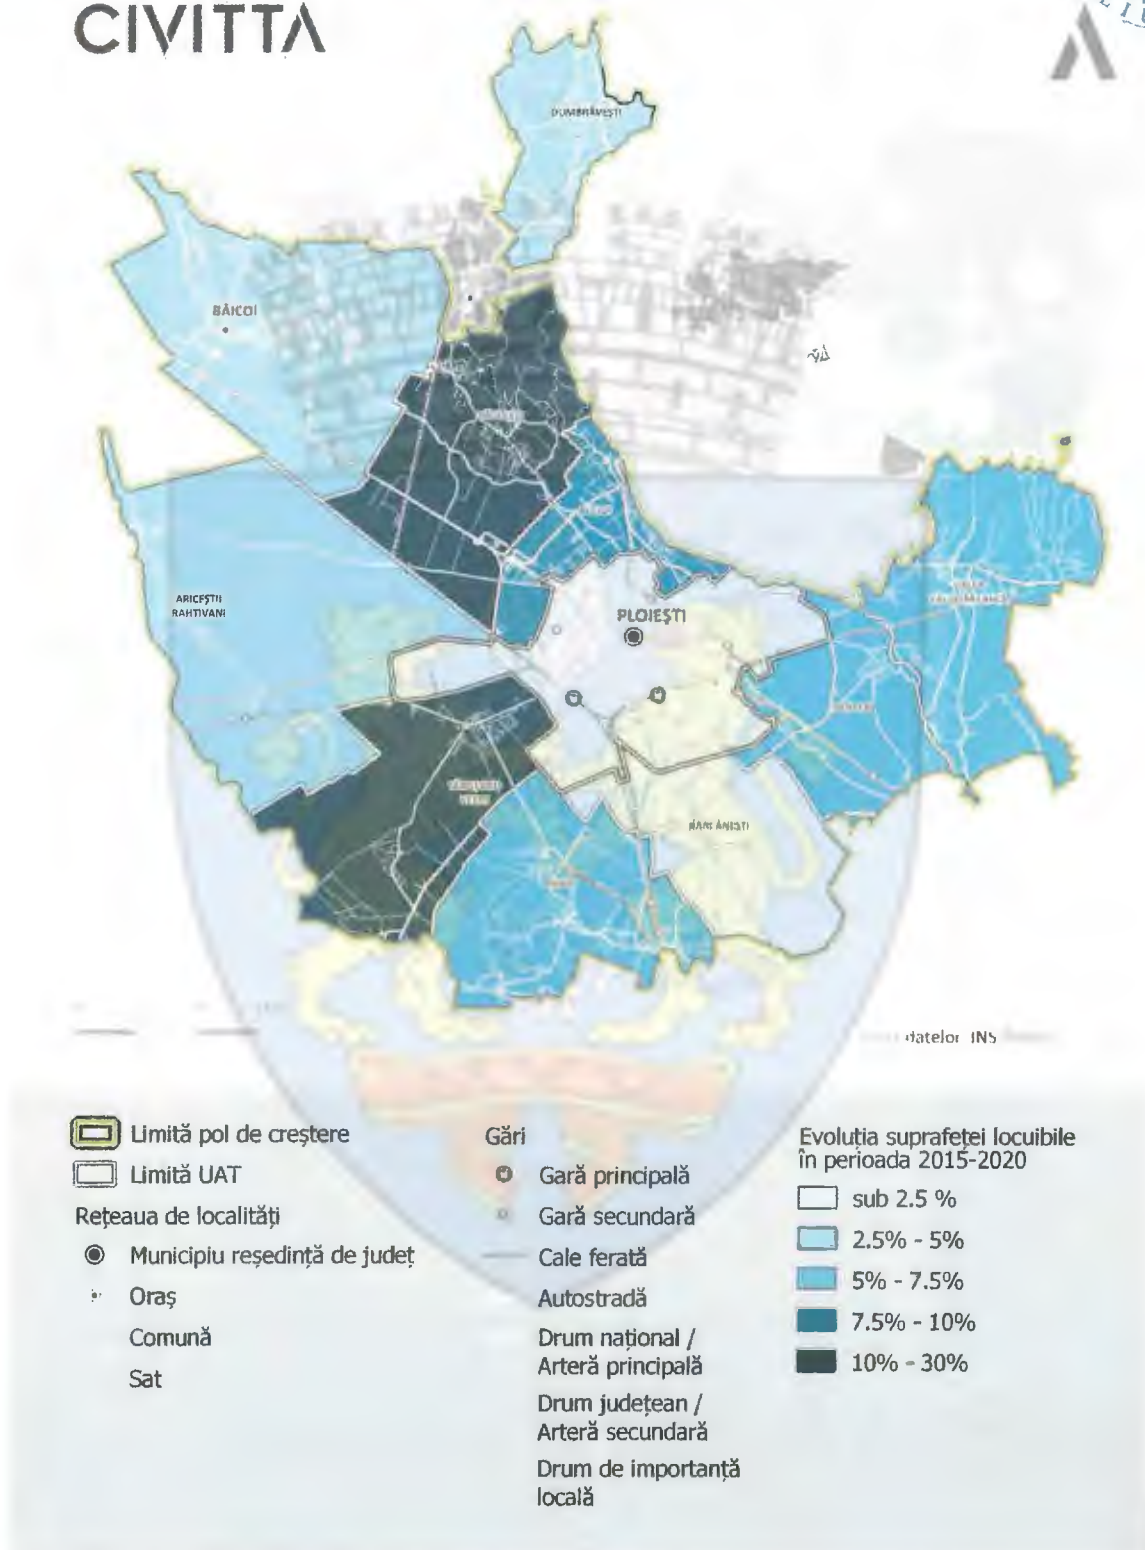 CIVITTA
DUMBRĂVEȘTI
BĂICOI
ARICEȘTII
RAHTIVANI
PLOIEȘTI
datelor INS
Limită pol de creștere
Limită UAT
Rețeaua de localități
Municipiu reședință de județ
Oraș
Comună
Sat
Gări
Gară principală
Gară secundară
Cale ferată
Autostradă
Drum național /
Arteră principală
Drum județean /
Arteră secundară
Drum de importanță
locală
Evoluția suprafeței locuibile
în perioada 2015-2020
sub 2.5 %
2.5% - 5%
5% - 7.5%
7.5% - 10%
10% - 30%